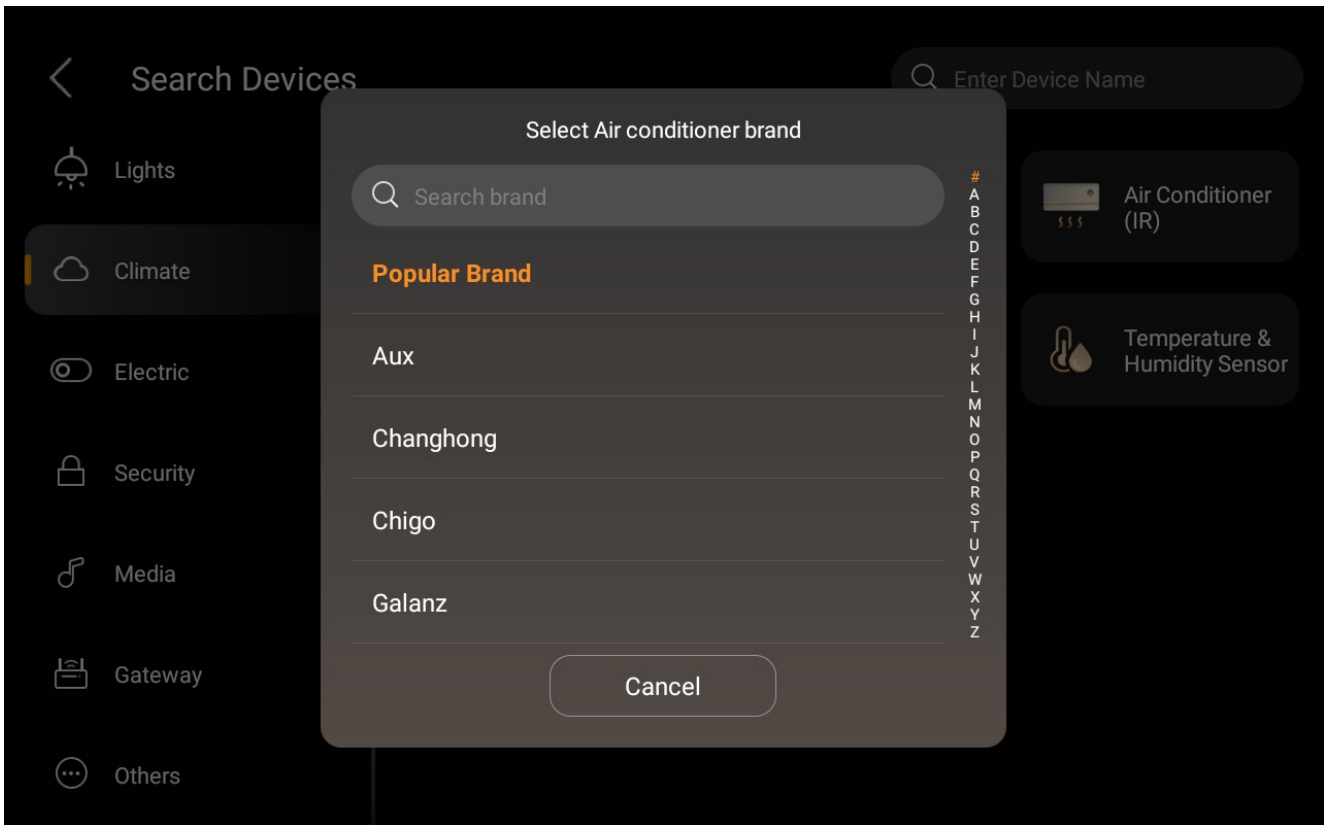 Search Devices
Enter Device Name
Lights
Climate
Electric
Security
Media
Gateway
Others
Select Air conditioner brand
Search brand
Popular Brand
Aux
Changhong
Chigo
Galanz
Cancel
#
A
B
C
D
E
F
G
H
I
J
K
L
M
N
O
P
Q
R
S
T
U
V
W
X
Y
Z
Air Conditioner
(IR)
Temperature &
Humidity Sensor